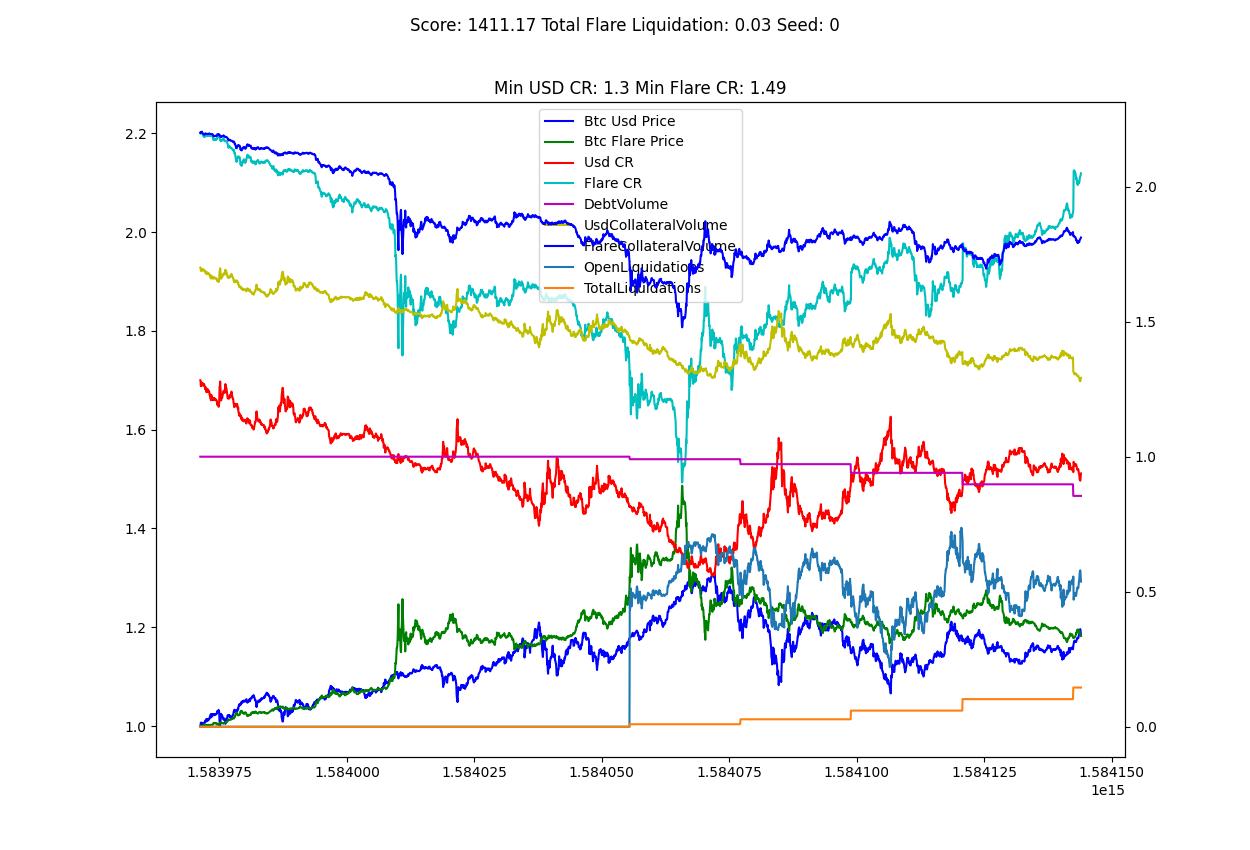 Score: 1411.17 Total Flare Liquidation: 0.03 Seed: 0
Min USD CR: 1.3 Min Flare CR: 1.49
Btc Usd Price
Btc Flare Price
Usd CR
Flare CR
DebtVolume
UsdCollateralVolume
FlareCollateralVolume
OpenLiquidations
TotalLiquidations
2.2
2.0
1.8
1.6
1.4
1.2
1.0
2.0
1.5
1.0
0.5
0.0
1.583975 1.584000 1.584025 1.584050 1.584075 1.584100 1.584125 1.584150
1e15